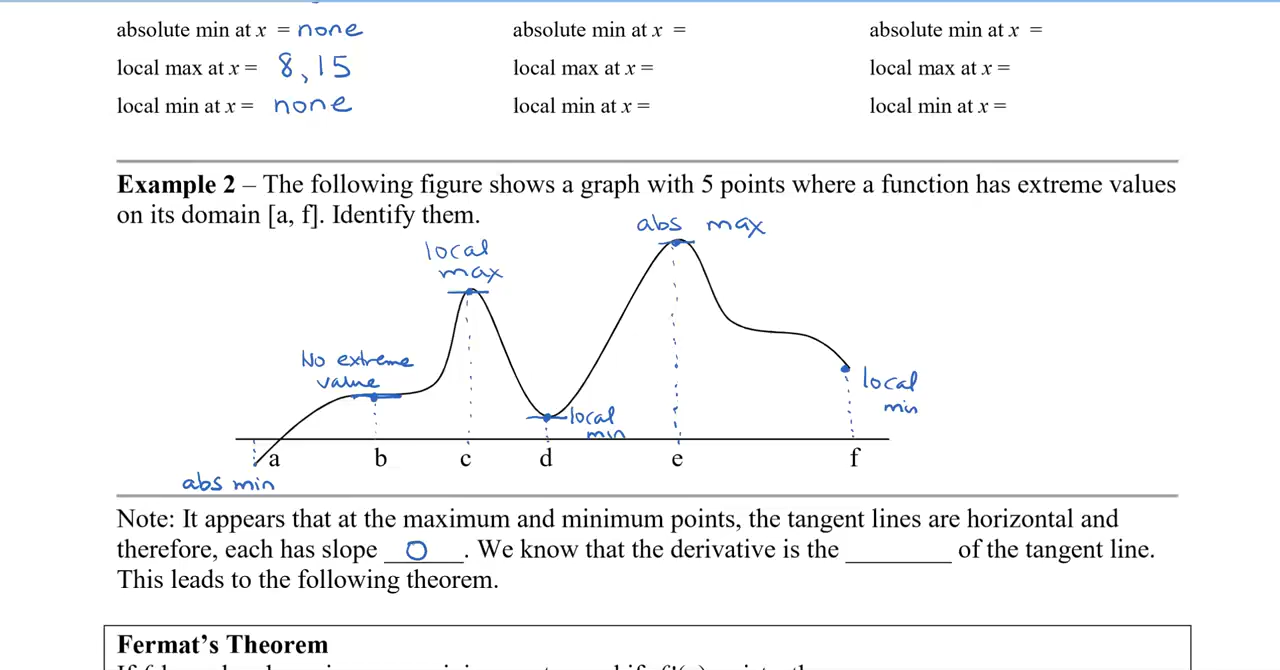 absolute min at x = none absolute min at x = absolute min at x =
local max at x = 8, 15 local max at x = local max at x =
local min at x = none local min at x = local min at x =
Example 2 – The following figure shows a graph with 5 points where a function has extreme values
on its domain [a, f]. Identify them.
abs max
local
max
No extreme
value
local
min
local
min
a b c d e f
abs min
Note: It appears that at the maximum and minimum points, the tangent lines are horizontal and
therefore, each has slope __0__. We know that the derivative is the ________ of the tangent line.
This leads to the following theorem.
Fermat's Theorem